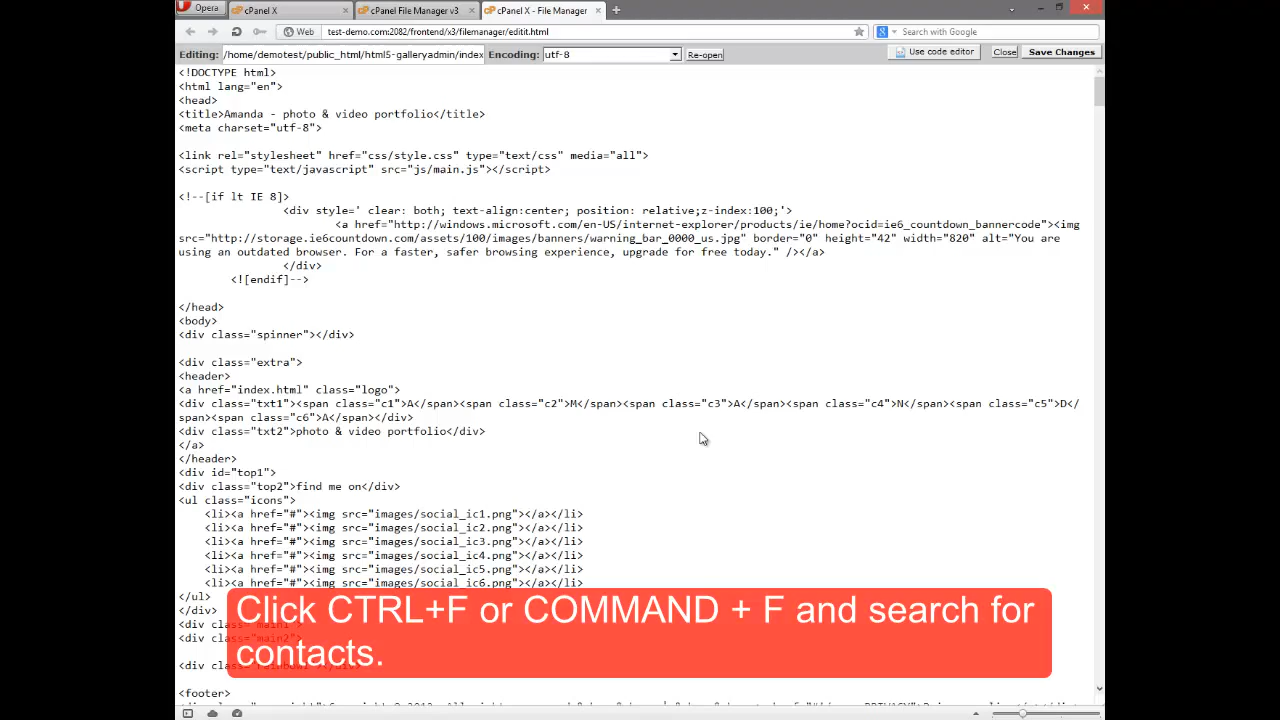 Opera
cPanel X
cPanel File Manager v3
cPanel X - File Manager
Web
test-demo.com:2082/frontend/x3/filemanager/editit.html
Search with Google
Editing: /home/demotest/public_html/html5-galleryadmin/index
Encoding: utf-8
Re-open
Use code editor
Close
Save Changes
<!DOCTYPE html>
<html lang="en">
<head>
<title>Amanda - photo & video portfolio</title>
<meta charset="utf-8">
<link rel="stylesheet" href="css/style.css" type="text/css" media="all">
<script type="text/javascript" src="js/main.js"></script>
<!--[if lt IE 8]>
<div style=' clear: both; text-align:center; position: relative;z-index:100;'>
<a href="http://windows.microsoft.com/en-US/internet-explorer/products/ie/home?ocid=ie6_countdown_bannercode"><img
src="http://storage.ie6countdown.com/assets/100/images/banners/warning_bar_0000_us.jpg" border="0" height="42" width="820" alt="You are
using an outdated browser. For a faster, safer browsing experience, upgrade for free today." /></a>
</div>
<![endif]-->
</head>
<body>
<div class="spinner"></div>
<div class="extra">
<header>
<a href="index.html" class="logo">
<div class="txt1"><span class="c1">A</span><span class="c2">M</span><span class="c3">A</span><span class="c4">N</span><span class="c5">D</
span><span class="c6">A</span></div>
<div class="txt2">photo & video portfolio</div>
</a>
</header>
<div id="top1">
<div class="top2">find me on</div>
<ul class="icons">
<li><a href="#"><img src="images/social_ic1.png"></a></li>
<li><a href="#"><img src="images/social_ic2.png"></a></li>
<li><a href="#"><img src="images/social_ic3.png"></a></li>
<li><a href="#"><img src="images/social_ic4.png"></a></li>
<li><a href="#"><img src="images/social_ic5.png"></a></li>
<li><a href="#"><img src="images/social_ic6.png"></a></li>
</ul>
</div>
Click CTRL+F or COMMAND + F and search for
contacts.
<div class="main1">
<div class="main2">
<footer>